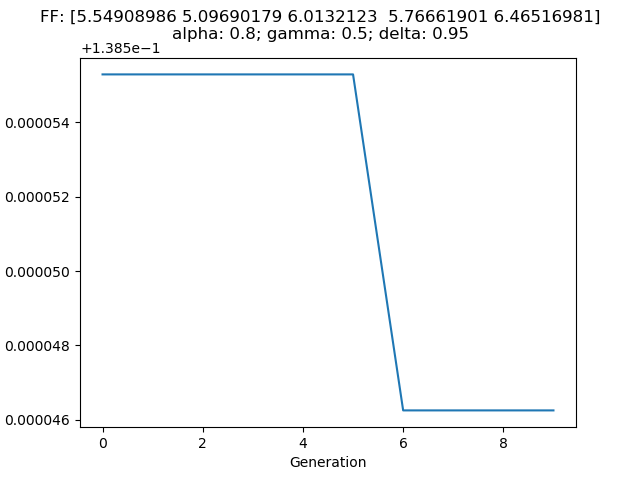 FF: [5.54908986 5.09690179 6.0132123  5.76661901 6.46516981]
alpha: 0.8; gamma: 0.5; delta: 0.95
+1.385e−1
0.000054
0.000052
0.000050
0.000048
0.000046
0 2 4 6 8
Generation